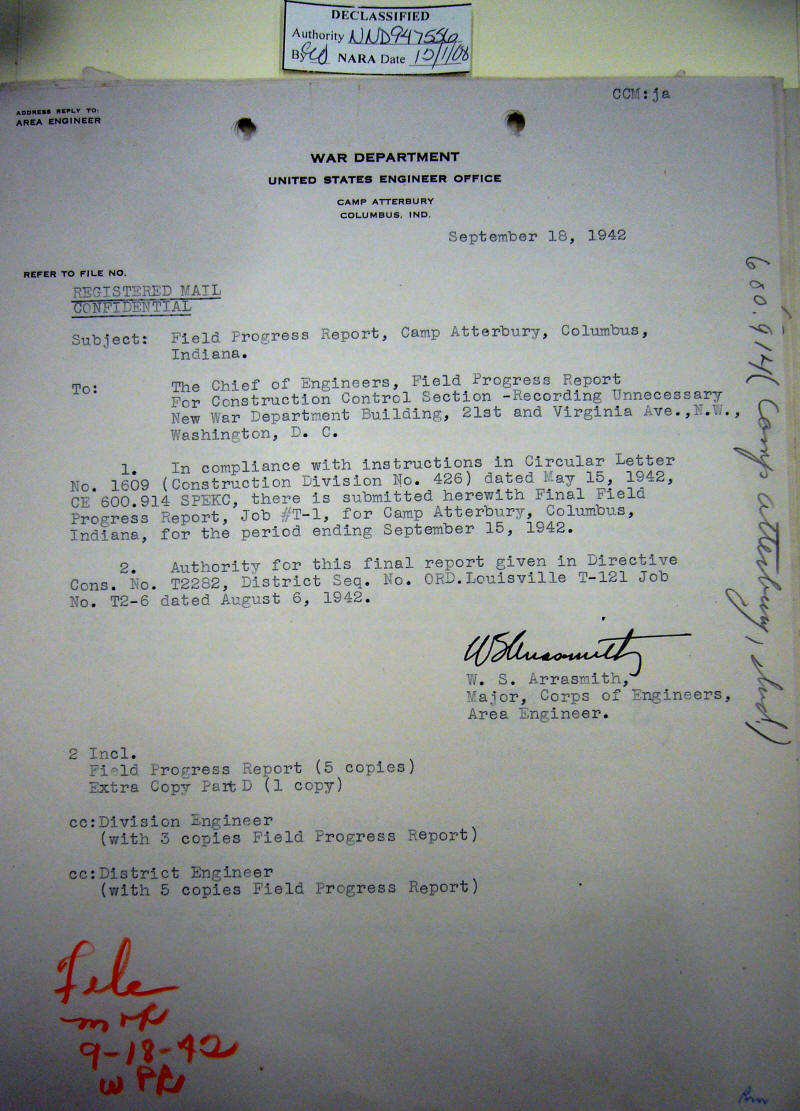 DECLASSIFIED
Authority NND947556
By NARA Date
CCM:ja
ADDRESS REPLY TO:
AREA ENGINEER
WAR DEPARTMENT
UNITED STATES ENGINEER OFFICE
CAMP ATTERBURY
COLUMBUS, IND.
September 18, 1942
REFER TO FILE NO.
REGISTERED MAIL
CONFIDENTIAL
Subject: Field Progress Report, Camp Atterbury, Columbus,
Indiana.
To: The Chief of Engineers, Field Progress Report
For Construction Control Section -Recording Unnecessary
New War Department Building, 21st and Virginia Ave.,N.W.,
Washington, D. C.
1. In compliance with instructions in Circular Letter
No. 1609 (Construction Division No. 426) dated May 15, 1942,
CE 600.914 SPEKC, there is submitted herewith Final Field
Progress Report, Job #T-1, for Camp Atterbury, Columbus,
Indiana, for the period ending September 15, 1942.
2. Authority for this final report given in Directive
Cons. No. T2282, District Seq. No. ORD.Louisville T-121 Job
No. T2-6 dated August 6, 1942.
WSArrasmith
W. S. Arrasmith,
Major, Corps of Engineers,
Area Engineer.
2 Incl.
Field Progress Report (5 copies)
Extra Copy Part D (1 copy)
cc:Division Engineer
(with 3 copies Field Progress Report)
cc:District Engineer
(with 5 copies Field Progress Report)
600.914 (Camp Atterbury, Ind.)
File
9-18-42